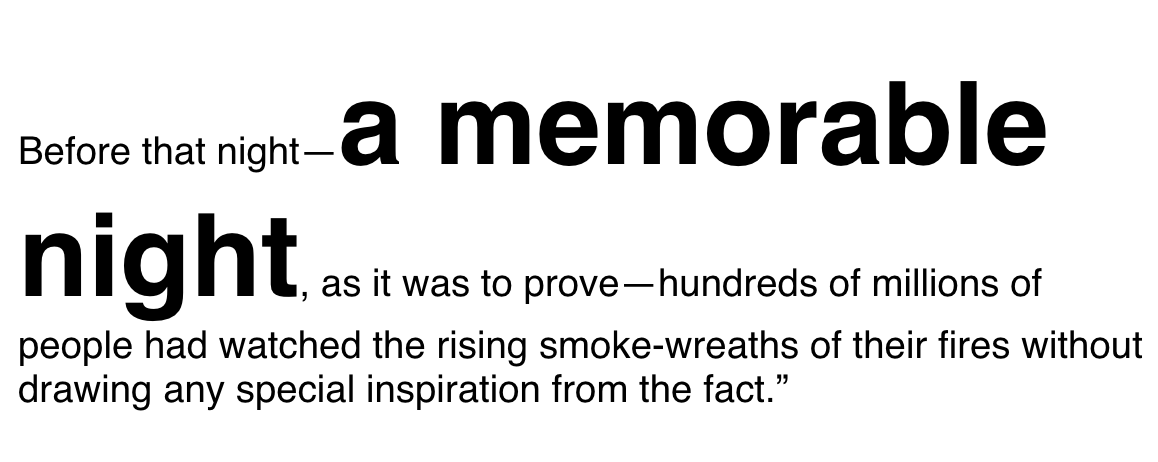 Before that night—a memorable
night, as it was to prove—hundreds of millions of
people had watched the rising smoke-wreaths of their fires without
drawing any special inspiration from the fact.”